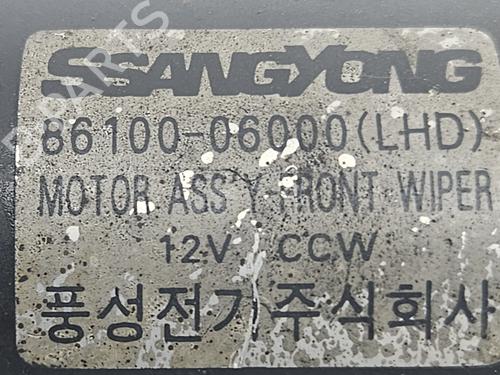 SSANGYONG
86100-06000(LHD)
MOTOR ASS'Y FRONT WIPER
12V CCW
풍성전기주식회사